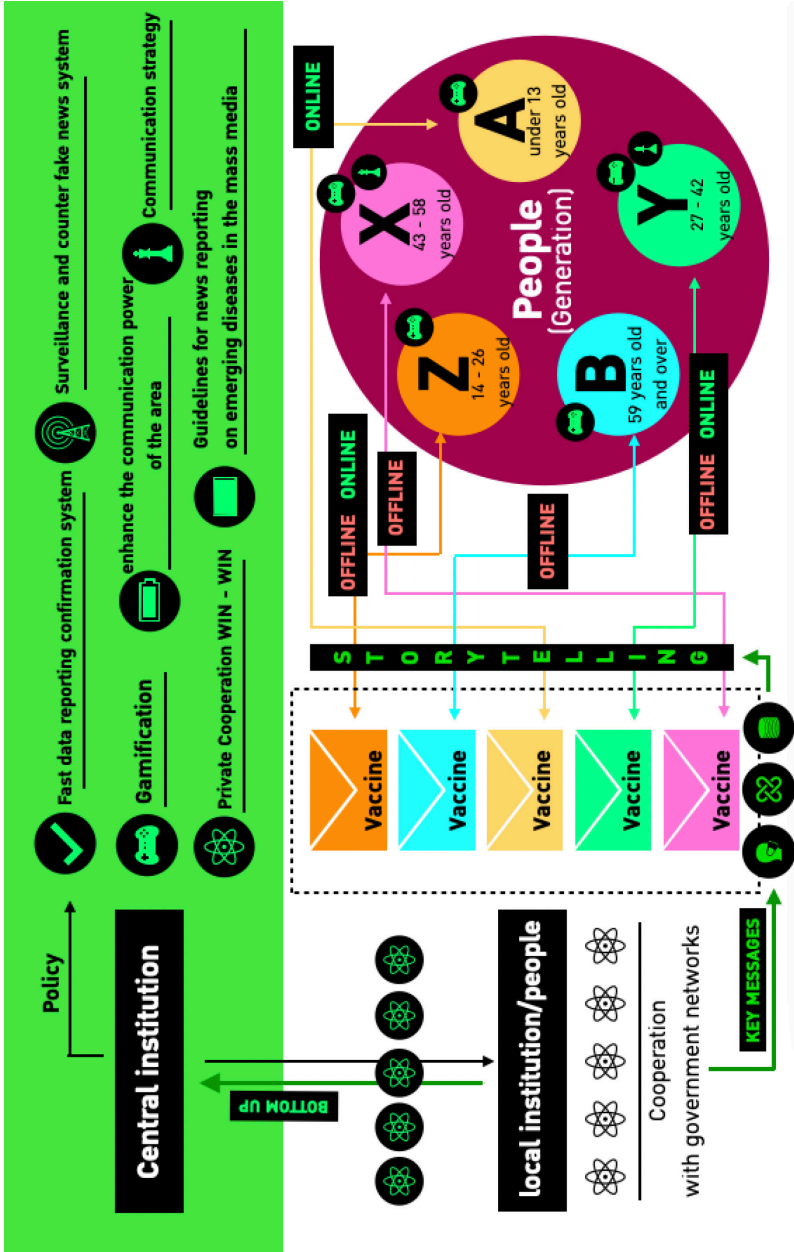 Central institution
Policy
Fast data reporting confirmation system
Surveillance and counter fake news system
Gamification
enhance the communication power
of the area
Communication strategy
Private Cooperation WIN - WIN
Guidelines for news reporting
on emerging diseases in the mass media
BOTTOM UP
local institution/people
Cooperation
with government networks
KEY MESSAGES
Vaccine
Vaccine
Vaccine
Vaccine
Vaccine
STORYTELLING
OFFLINE ONLINE
OFFLINE
OFFLINE
OFFLINE ONLINE
ONLINE
People
(Generation)
Z
14 - 26
years old
X
43 - 58
years old
A
under 13
years old
B
59 years old
and over
Y
27 - 42
years old